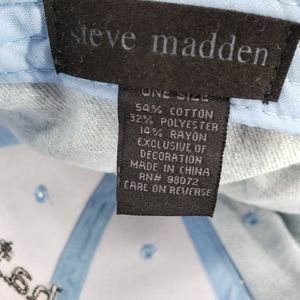 steve madden
ONE SIZE
54% COTTON
32% POLYESTER
14% RAYON
EXCLUSIVE OF
DECORATION
MADE IN CHINA
RN# 98072
CARE ON REVERSE